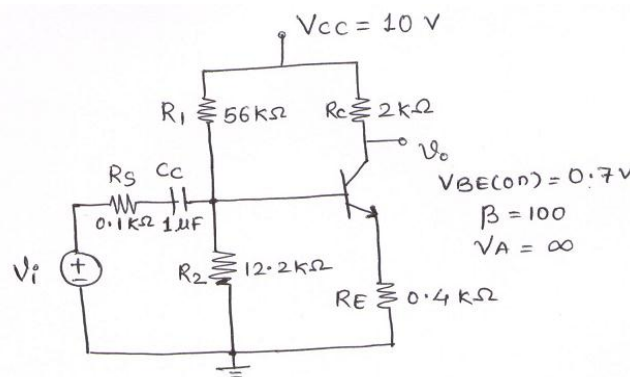 Vcc = 10 V
R1 56KΩ
Rc 2KΩ
vo
RS CC
0.1KΩ 1μF
VBE(on) = 0.7V
β = 100
VA = ∞
vi
R2 12.2KΩ
RE 0.4KΩ